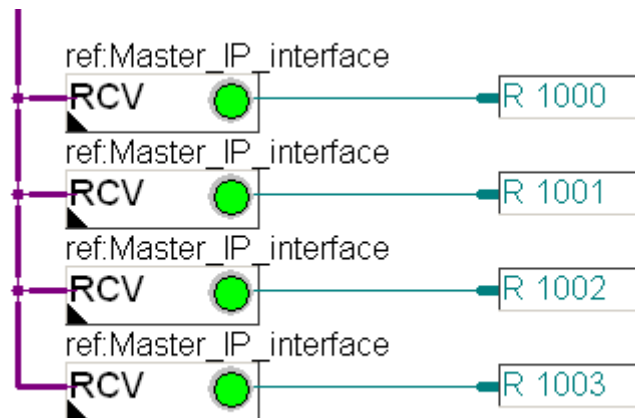 ref:Master_IP_interface
RCV R 1000
ref:Master_IP_interface
RCV R 1001
ref:Master_IP_interface
RCV R 1002
ref:Master_IP_interface
RCV R 1003